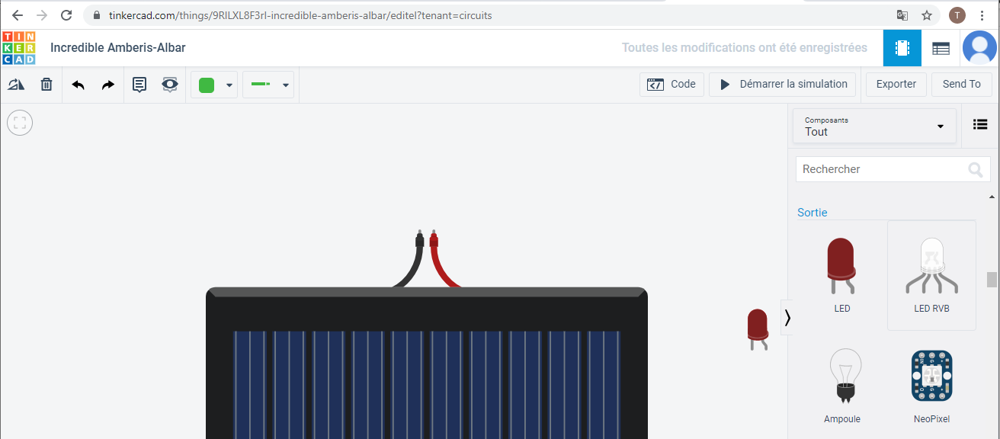 tinkercad.com/things/9RlLXL8F3rl-incredible-amberis-albar/editel?tenant=circuits
T
TIN
KER
CAD
Incredible Amberis-Albar
Toutes les modifications ont été enregistrées
Code
Démarrer la simulation
Exporter
Send To
Composants
Tout
Rechercher
Sortie
LED
LED RVB
Ampoule
NeoPixel